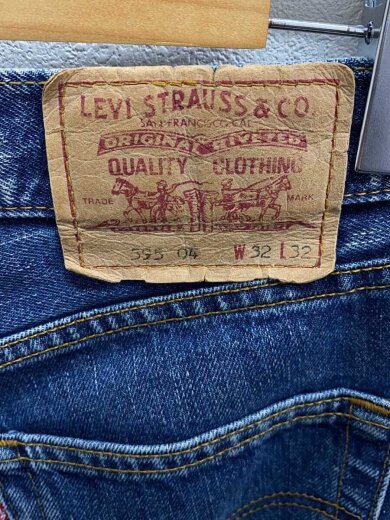 LEVI STRAUSS & CO.
SAN FRANCISCO CAL.
ORIGINAL RIVETED
QUALITY CLOTHING
TRADE MARK
595 04 W 32 L 32